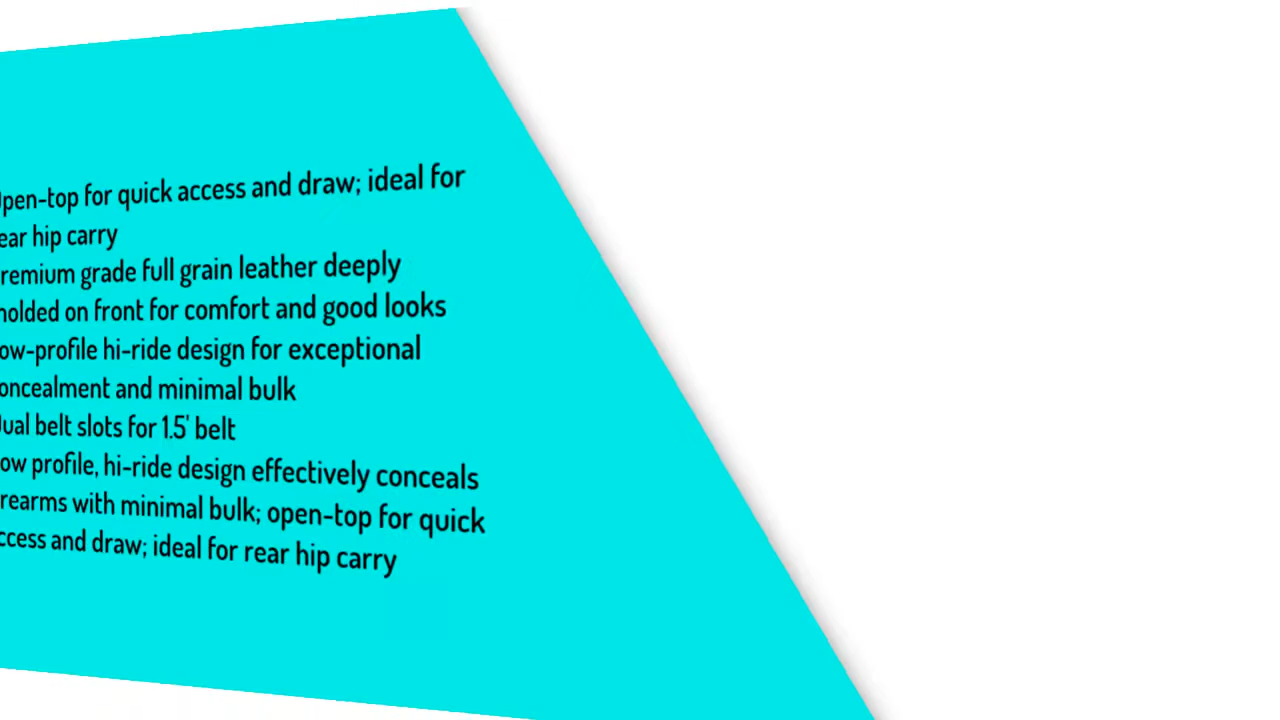 pen-top for quick access and draw; ideal for
ear hip carry
remium grade full grain leather deeply
olded on front for comfort and good looks
ow-profile hi-ride design for exceptional
oncealment and minimal bulk
ual belt slots for 1.5' belt
ow profile, hi-ride design effectively conceals
rearms with minimal bulk; open-top for quick
ccess and draw; ideal for rear hip carry